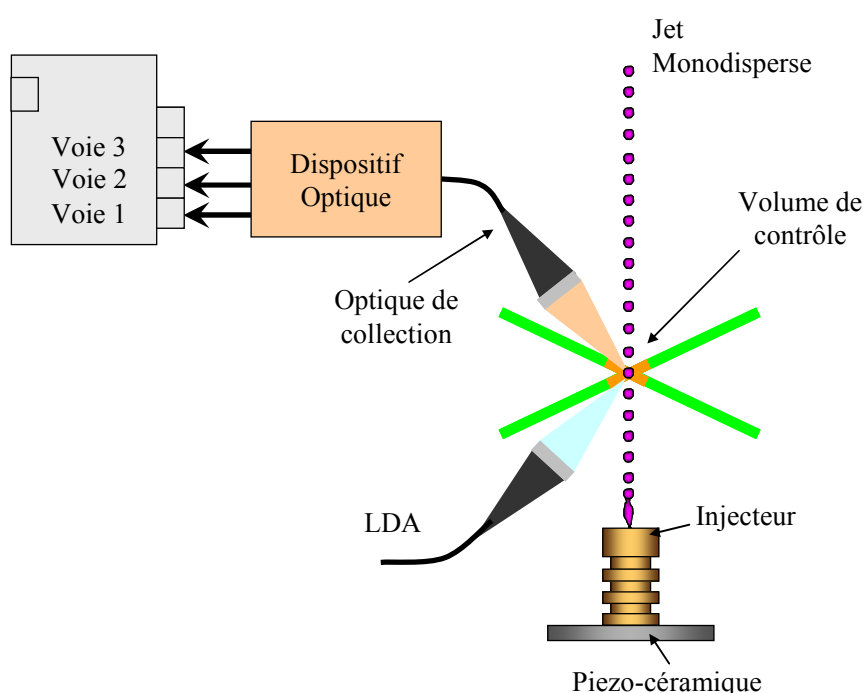 Jet
Monodisperse
Voie 3
Voie 2
Voie 1
Dispositif
Optique
Volume de
contrôle
Optique de
collection
LDA
Injecteur
Piezo-céramique